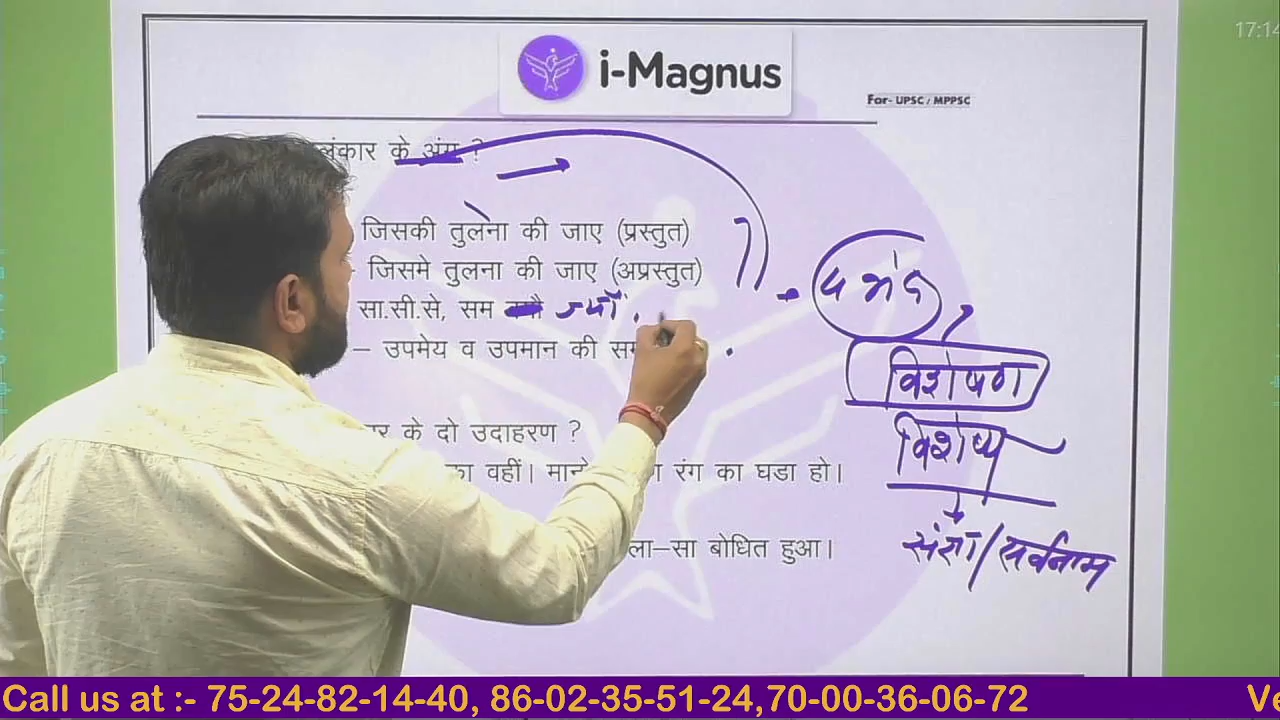 17:14
i-Magnus
For- UPSC / MPPSC
लंकार के अंग ?
जिसकी तुलना की जाए (प्रस्तुत)
- जिसमे तुलना की जाए (अप्रस्तुत)
सा.सी.से, सम ज्यों
– उपमेय व उपमान की
विशेषण
विशेष्य
के दो उदाहरण ?
का वहीं। रंग का घडा हो।
ला–सा बोधित हुआ।
संज्ञा/सर्वनाम
Call us at :- 75-24-82-14-40, 86-02-35-51-24,70-00-36-06-72